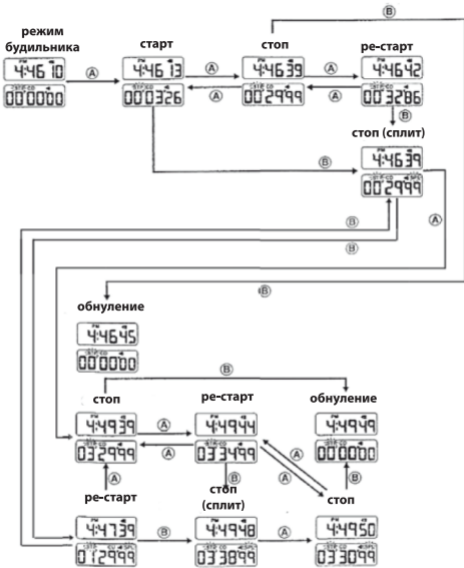 B
режим
будильника
старт
стоп
ре-старт
4:46 10
A
4:46 13
A
4:46 39
A
4:46 42
00'00'00
00'03'26
A
00'29'99
A
00'32'86
B
стоп (сплит)
B
4:46 39
00'29'99
B
A
B
B
обнуление
4:46 45
00'00'00
B
стоп
ре-старт
обнуление
4:49 39
A
4:49 44
4:49 49
03'29'99
A
03'34'99
A
00'00'00
A
B
A
B
ре-старт
стоп
(сплит)
стоп
4:47 39
B
4:49 48
A
4:49 50
01'29'99
03'38'99
03'30'99